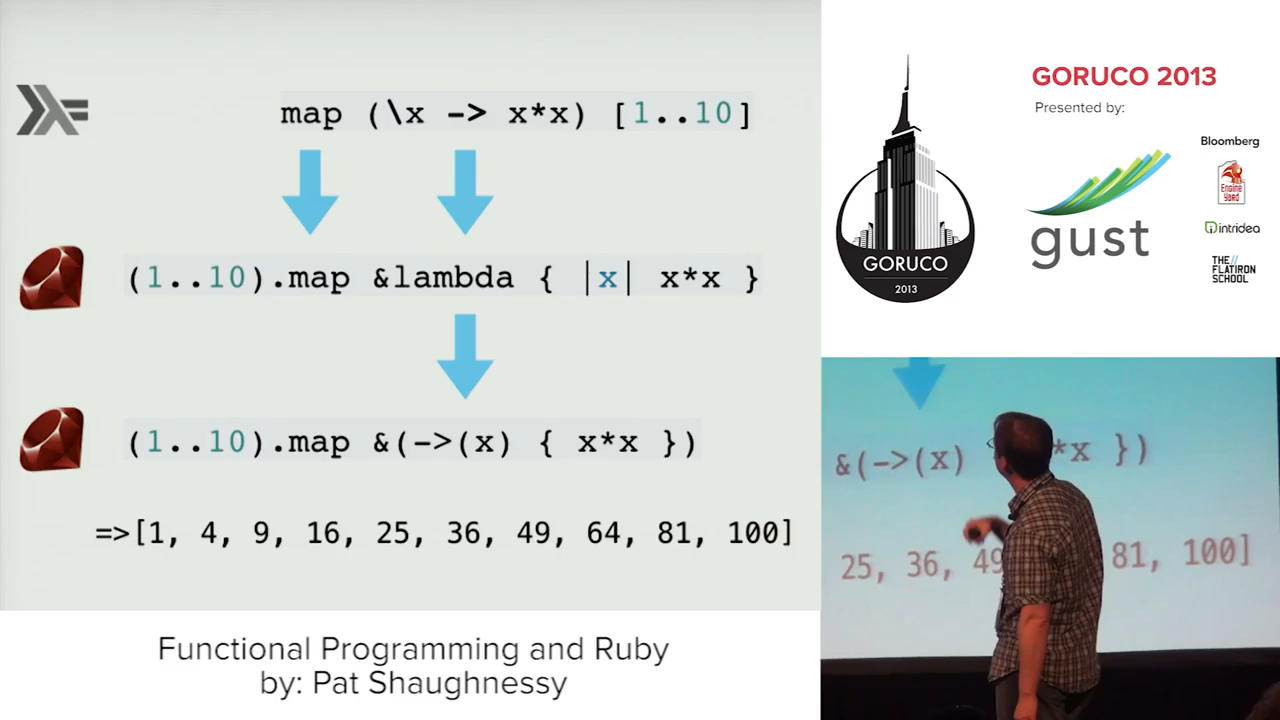 map (\x -> x*x) [1..10]
(1..10).map &lambda { |x| x*x }
(1..10).map &(->(x) { x*x })
=>[1, 4, 9, 16, 25, 36, 49, 64, 81, 100]
Functional Programming and Ruby
by: Pat Shaughnessy
GORUCO
2013
GORUCO 2013
Presented by:
gust
Bloomberg
Engine
Yard
intridea
THE//
FLATIRON
SCHOOL
&(->(x) *x })
25, 36, 49 81, 100]